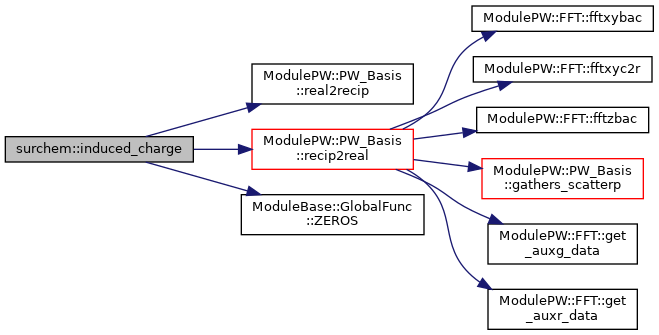 surchem::induced_charge
ModulePW::PW_Basis
::real2recip
ModulePW::PW_Basis
::recip2real
ModuleBase::GlobalFunc
::ZEROS
ModulePW::FFT::fftxybac
ModulePW::FFT::fftxyc2r
ModulePW::FFT::fftzbac
ModulePW::PW_Basis
::gathers_scatterp
ModulePW::FFT::get
_auxg_data
ModulePW::FFT::get
_auxr_data